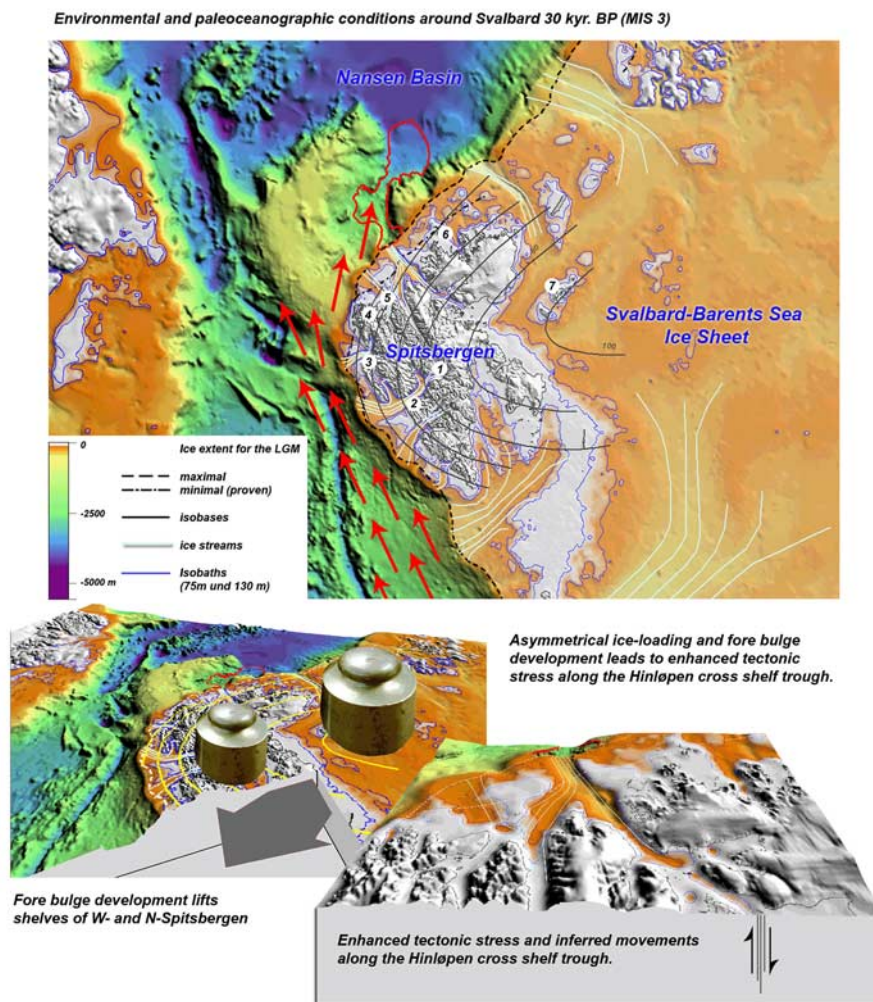 Environmental and paleoceanographic conditions around Svalbard 30 kyr. BP (MIS 3)
Nansen Basin
6
7
5
4
Svalbard-Barents Sea
Ice Sheet
3
Spitsbergen
1
100
2
0
-2500
-5000 m
Ice extent for the LGM
maximal
minimal (proven)
isobases
ice streams
Isobaths
(75m und 130 m)
Asymmetrical ice-loading and fore bulge
development leads to enhanced tectonic
stress along the Hinløpen cross shelf trough.
Fore bulge development lifts
shelves of W- and N-Spitsbergen
Enhanced tectonic stress and inferred movements
along the Hinløpen cross shelf trough.